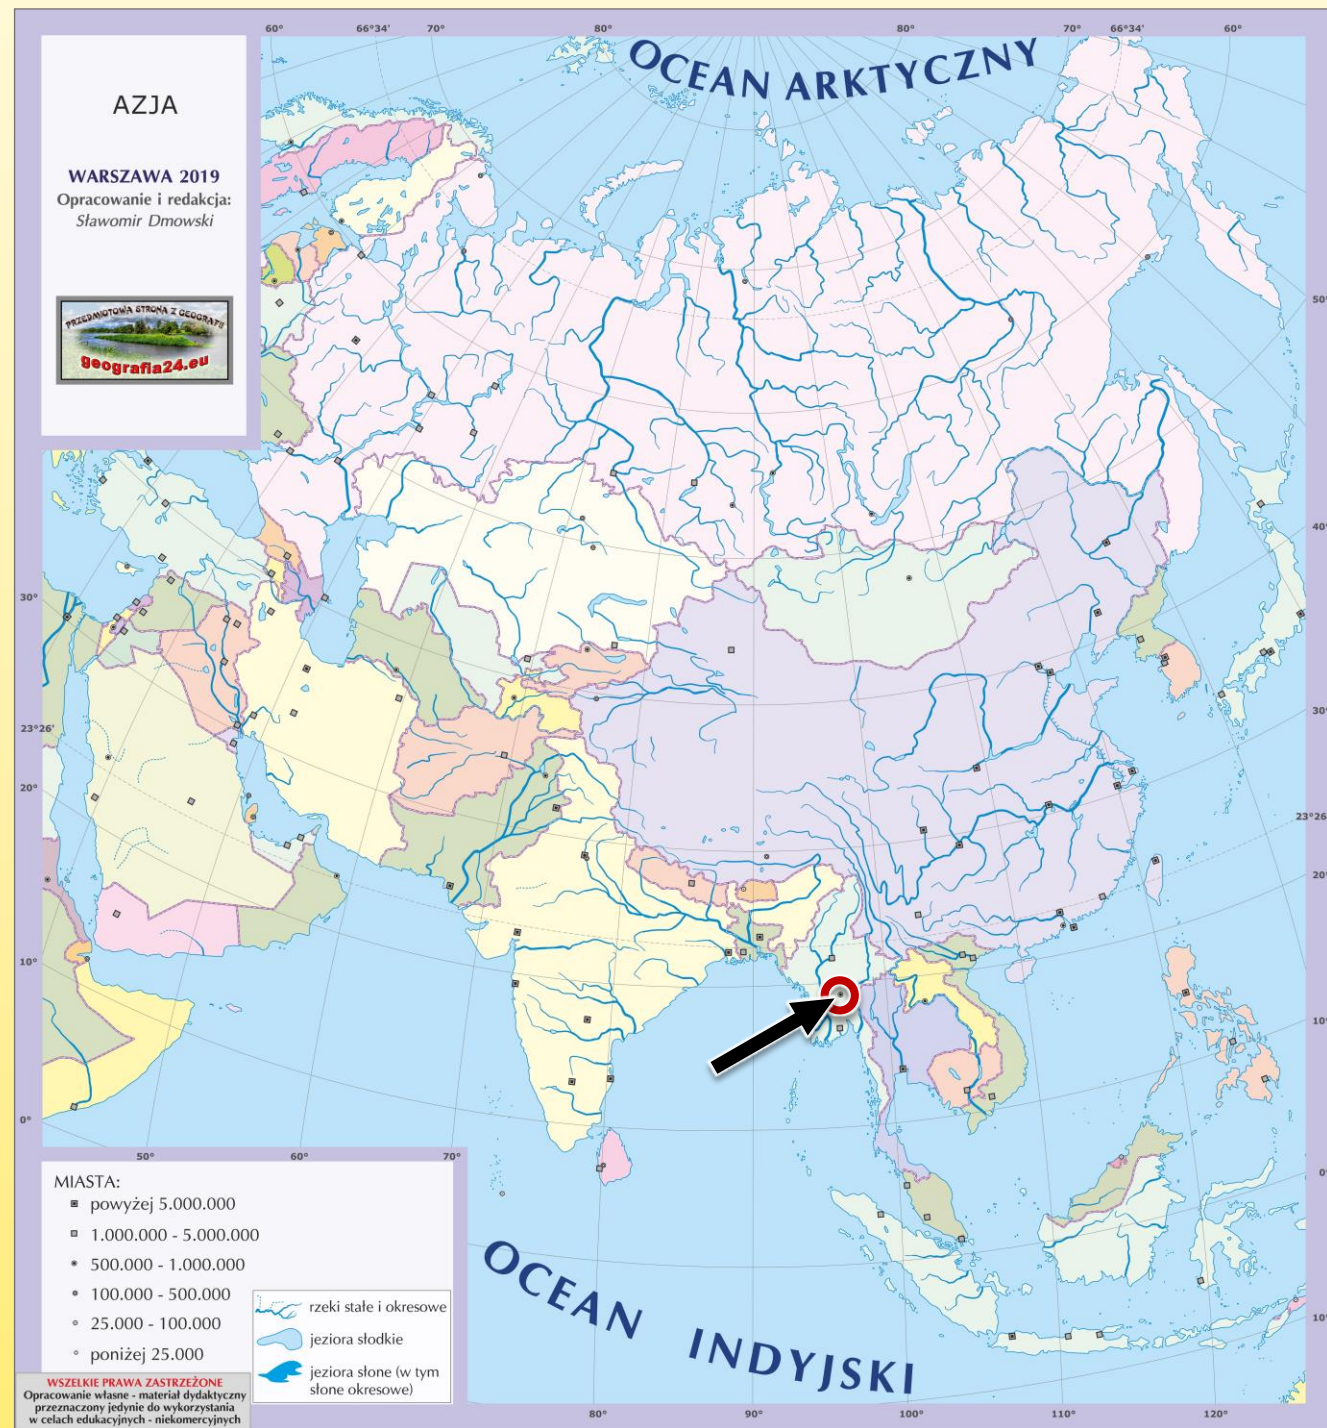 60°
66°34'
70°
80°
80°
70°
66°34'
60°
OCEAN ARKTYCZNY
AZJA
WARSZAWA 2019
Opracowanie i redakcja:
Sławomir Dmowski
PRZEDMIOTOWA STRONA Z GEOGRAFII
geografia24.eu
50°
40°
30°
30°
23°26'
20°
23°26'
20°
10°
10°
0°
0°
50°
60°
70°
90°
MIASTA:
powyżej 5.000.000
1.000.000 - 5.000.000
500.000 - 1.000.000
100.000 - 500.000
25.000 - 100.000
poniżej 25.000
rzeki stałe i okresowe
jeziora słodkie
jeziora słone (w tym
słone okresowe)
OCEAN INDYJSKI
10°
WSZELKIE PRAWA ZASTRZEŻONE
Opracowanie własne - materiał dydaktyczny
przeznaczony jedynie do wykorzystania
w celach edukacyjnych - niekomercyjnych
80°
90°
100°
110°
120°